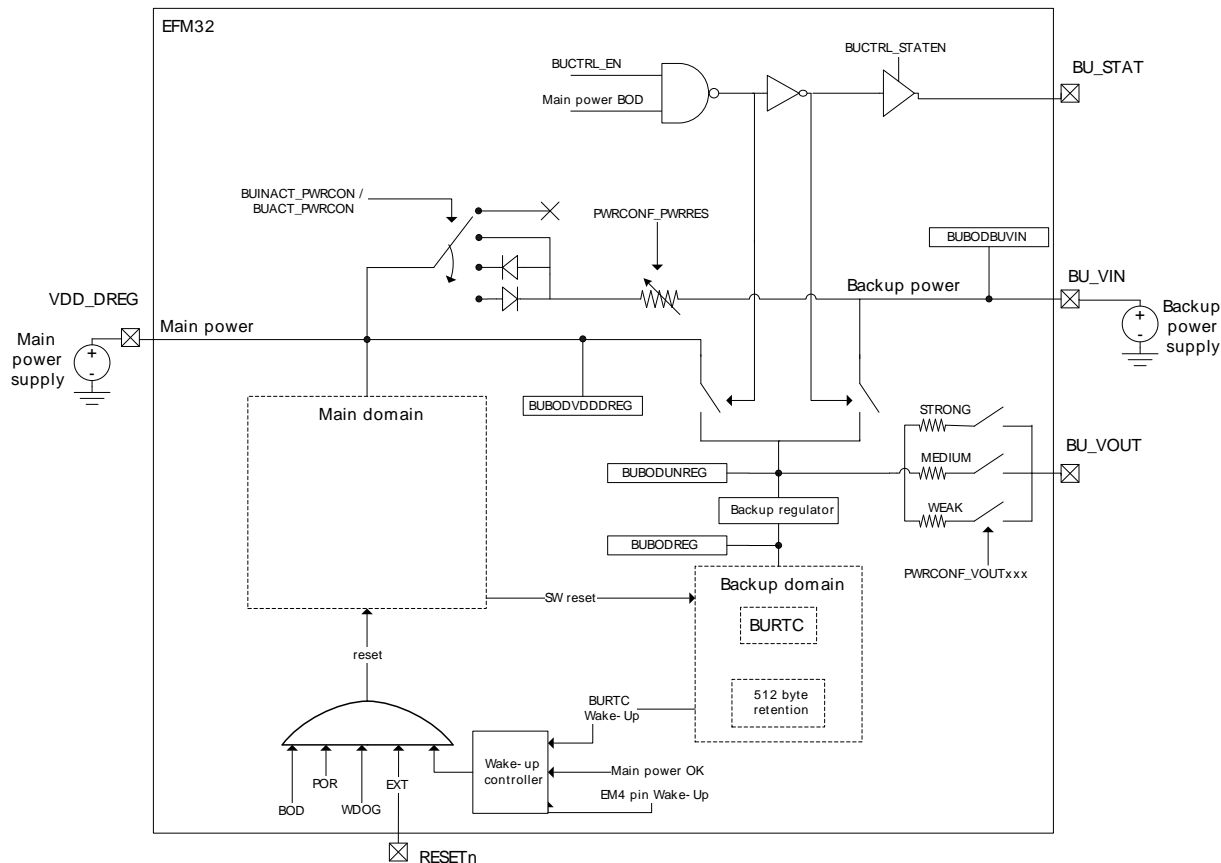 EFM32
BUCTRL_STATEN
BUCTRL_EN
Main power BOD
BU_STAT
BUINACT_PWRCON /
BUACT_PWRCON
PWRCONF_PWRRES
BUBODBUVIN
VDD_DREG
Backup power
BU_VIN
Main power
Main
power
supply
+
-
Backup
power
supply
+
-
Main domain
BUBODVDDDREG
STRONG
BU_VOUT
MEDIUM
BUBODUNREG
WEAK
Backup regulator
BUBODREG
PWRCONF_VOUTxxx
Backup domain
SW reset
BURTC
reset
512 byte
retention
BURTC
Wake-Up
Wake-up
controller
Main power OK
EM4 pin Wake-Up
BOD
POR
WDOG
EXT
RESETn